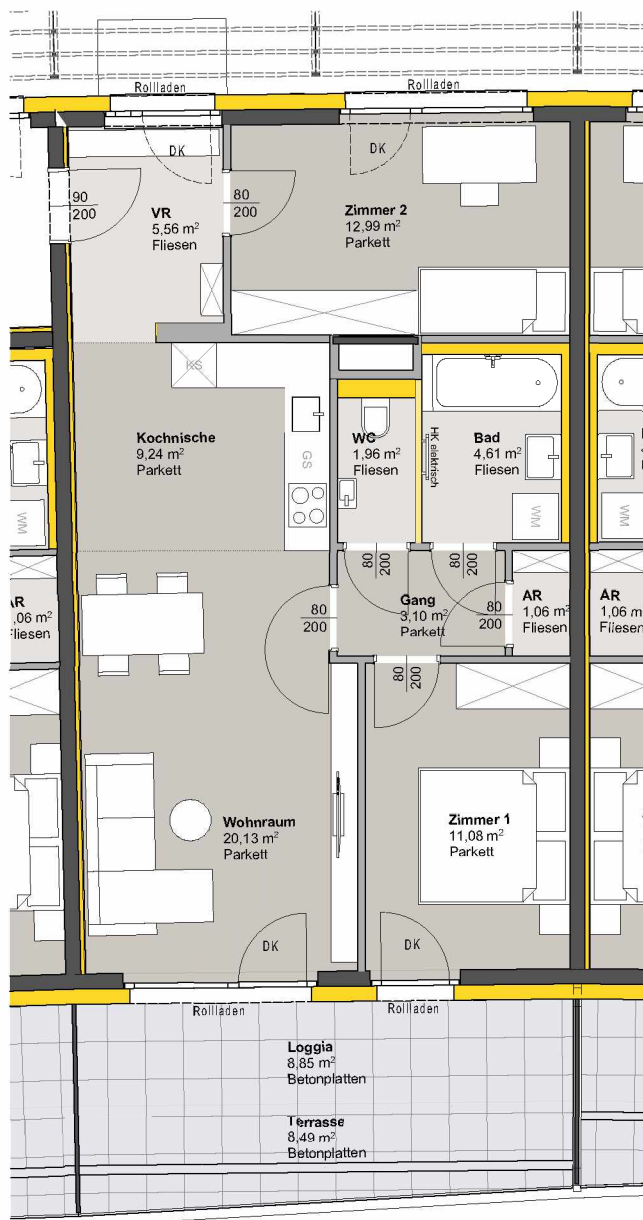 Rollladen
Rollladen
DK
DK
90
200
80
200
VR
5,56 m²
Fliesen
Zimmer 2
12,99 m²
Parkett
KS
Kochnische
9,24 m²
Parkett
GS
WC
1,96 m²
Fliesen
HK elektrisch
Bad
4,61 m²
Fliesen
WM
WM
WM
80
200
80
200
AR
,06 m²
Fliesen
80
200
Gang
3,10 m²
Parkett
80
200
AR
1,06 m²
Fliesen
AR
1,06 m
Fliesen
80
200
Wohnraum
20,13 m²
Parkett
Zimmer 1
11,08 m²
Parkett
DK
DK
Rollladen
Rollladen
Loggia
8,85 m²
Betonplatten
Terrasse
8,49 m²
Betonplatten